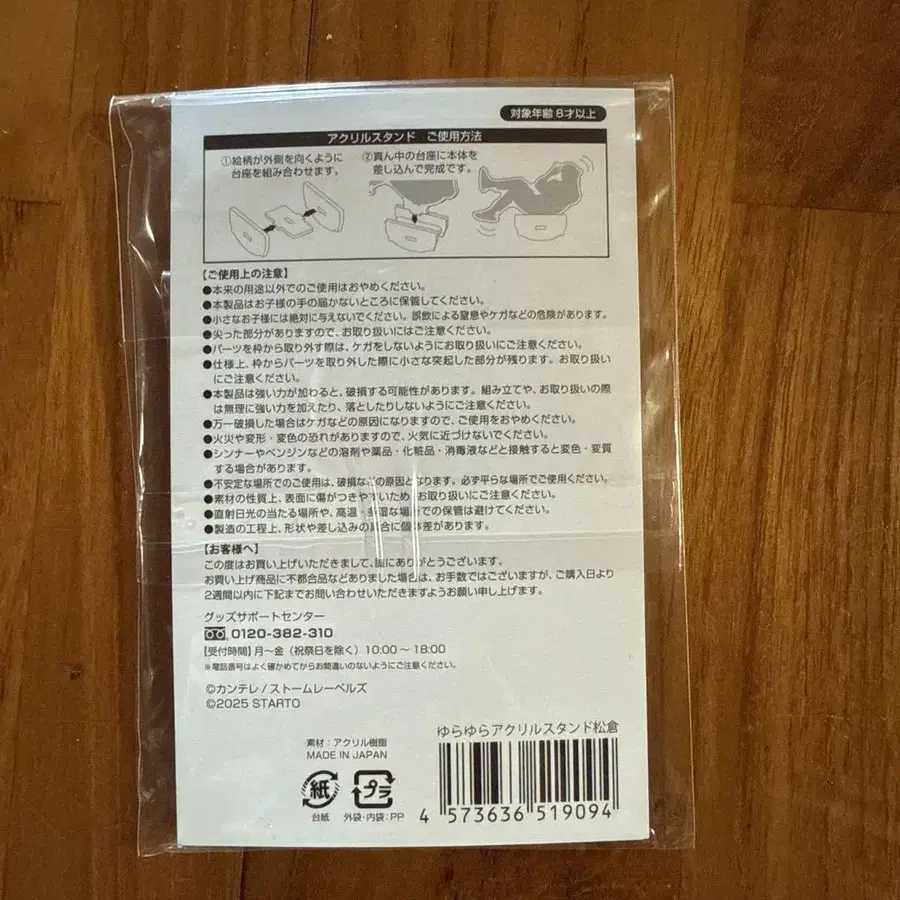 対象年齢8才以上
アクリルスタンド ご使用方法
①絵柄が外側を向くように
台座を組み合わせます。
②真ん中の台座に本体を
差し込んで完成です。
【ご使用上の注意】
●本来の用途以外でのご使用はおやめください。
●本製品はお子様の手の届かないところに保管してください。
●小さなお子様には絶対に与えないでください。誤飲による窒息やケガなどの危険があります。
●尖った部分がありますので、お取り扱いにはご注意ください。
●パーツを枠から取り外す際は、ケガをしないようにお取り扱いにご注意ください。
●仕様上、枠からパーツを取り外した際に小さな突起した部分が残ります。お取り扱い
にご注意ください。
●本製品は強い力が加わると、破損する可能性があります。組み立てや、お取り扱いの際
は無理に強い力を加えたり、落としたりしないようにご注意ください。
●万一破損した場合はケガなどの原因になりますので、ご使用をおやめください。
●火災や変形・変色の恐れがありますので、火気に近づけないでください。
●シンナーやベンジンなどの溶剤や薬品・化粧品・消毒液などと接触すると変色・変質
する場合があります。
●不安定な場所でのご使用は、破損などの原因となります。必ず平らな場所でご使用ください。
●素材の性質上、表面に傷がつきやすいため、お取り扱いにご注意ください。
●直射日光の当たる場所や、高温・多湿な場所での保管は避けてください。
●製造の工程上、形状や差し込みの具合に個体差があります。
【お客様へ】
この度はお買い上げいただきまして、誠にありがとうございます。
お買い上げ商品に不都合品などありました場合は、お手数ではございますが、ご購入日より
2週間以内に下記までお問い合わせいただきますようお願い申し上げます。
グッズサポートセンター
0120-382-310
【受付時間】月〜金(祝祭日を除く)10:00〜18:00
※電話番号はよく確かめてからお間違いのないようにご注意ください。
©カンテレ/ストームレーベルズ
©2025 STARTO
ゆらゆらアクリルスタンド松倉
素材:アクリル樹脂
MADE IN JAPAN
紙
プラ
台紙
外袋・内袋:PP
4 573636 519094